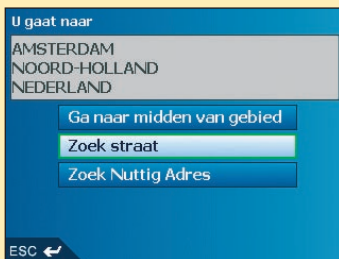 U gaat naar
AMSTERDAM
NOORD-HOLLAND
NEDERLAND
Ga naar midden van gebied
Zoek straat
Zoek Nuttig Adres
ESC